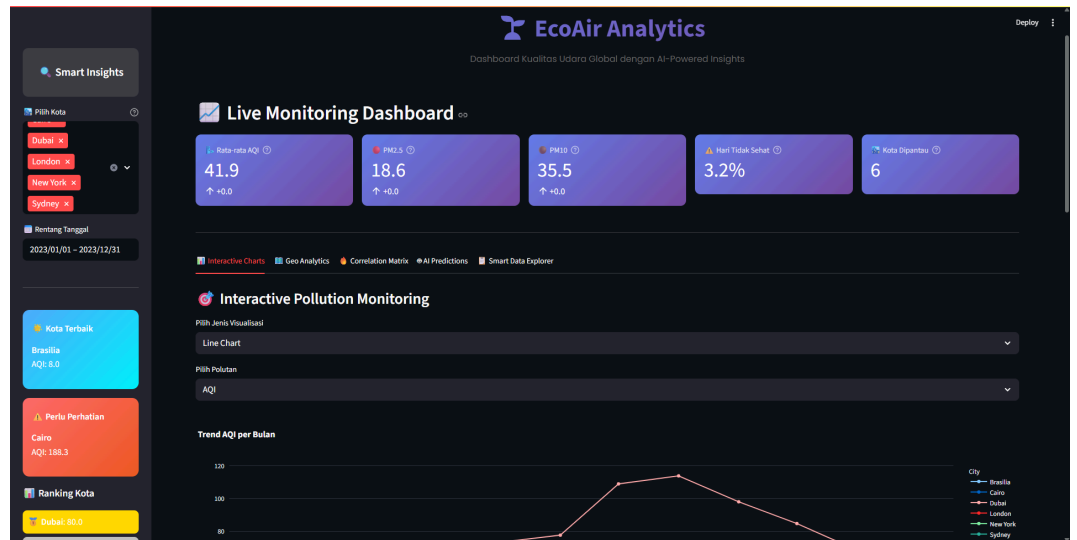 EcoAir Analytics
Deploy
Dashboard Kualitas Udara Global dengan AI-Powered Insights
Smart Insights
Pilih Kota
Dubai ×
London ×
New York ×
Sydney ×
Rentang Tanggal
2023/01/01 – 2023/12/31
Kota Terbaik
Brasilia
AQI: 8.0
Perlu Perhatian
Cairo
AQI: 188.3
Ranking Kota
Dubai: 80.0
Live Monitoring Dashboard
Rata-rata AQI
41.9
↑ +0.0
PM2.5
18.6
↑ +0.0
PM10
35.5
↑ +0.0
Hari Tidak Sehat
3.2%
Kota Dipantau
6
Interactive Charts
Geo Analytics
Correlation Matrix
AI Predictions
Smart Data Explorer
Interactive Pollution Monitoring
Pilih Jenis Visualisasi
Line Chart
Pilih Polutan
AQI
Trend AQI per Bulan
120
100
80
City
Brasilia
Cairo
Dubai
London
New York
Sydney